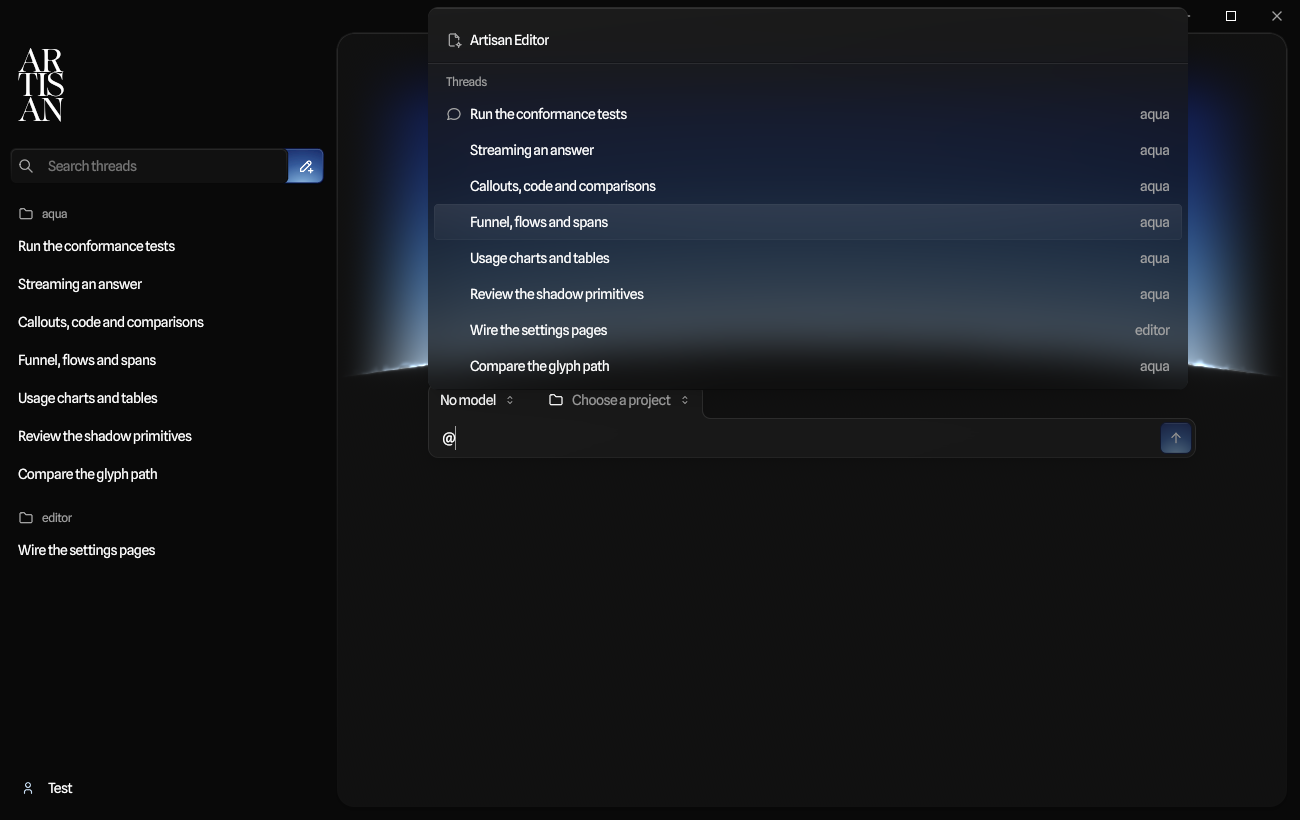 AR
TIS
AN
Search threads
aqua
Run the conformance tests
Streaming an answer
Callouts, code and comparisons
Funnel, flows and spans
Usage charts and tables
Review the shadow primitives
Compare the glyph path
editor
Wire the settings pages
Test
Artisan Editor
Threads
Run the conformance tests aqua
Streaming an answer aqua
Callouts, code and comparisons aqua
Funnel, flows and spans aqua
Usage charts and tables aqua
Review the shadow primitives aqua
Wire the settings pages editor
Compare the glyph path aqua
No model Choose a project
@